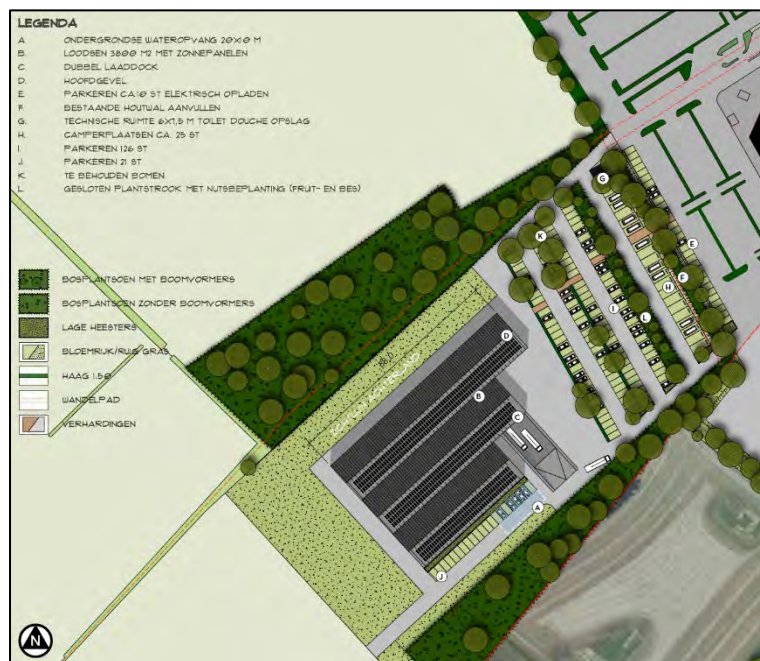 LEGENDA
A. ONDERGRONDSE WATEROPVANG 20X10 M
B. LOODSEN 3800 M2 MET ZONNEPANELEN
C. DUBBEL LAADDOCK
D. HOOFDGEVEL
E. PARKEREN CA.10 ST ELEKTRISCH OPLADEN
F. BESTAANDE HOUTWAL AANVULLEN
G. TECHNISCHE RUIMTE 6X7,5 M TOILET DOUCHE OPSLAG
H. CAMPERPLAATSEN CA. 25 ST
I. PARKEREN 126 ST
J. PARKEREN 21 ST
K. TE BEHOUDEN BOMEN
L. GESLOTEN PLANTSTROOK MET NUTSBEPLANTING (FRUIT- EN BES)
G
K
E
F
H
D
I
L
B
C
A
J
BOSPLANTSOEN MET BOOMVORMERS
BOSPLANTSOEN ZONDER BOOMVORMERS
LAGE HEESTERS
BLOEMRIJK/RUIG GRAS
HAAG 1.50
WANDELPAD
VERHARDINGEN
N